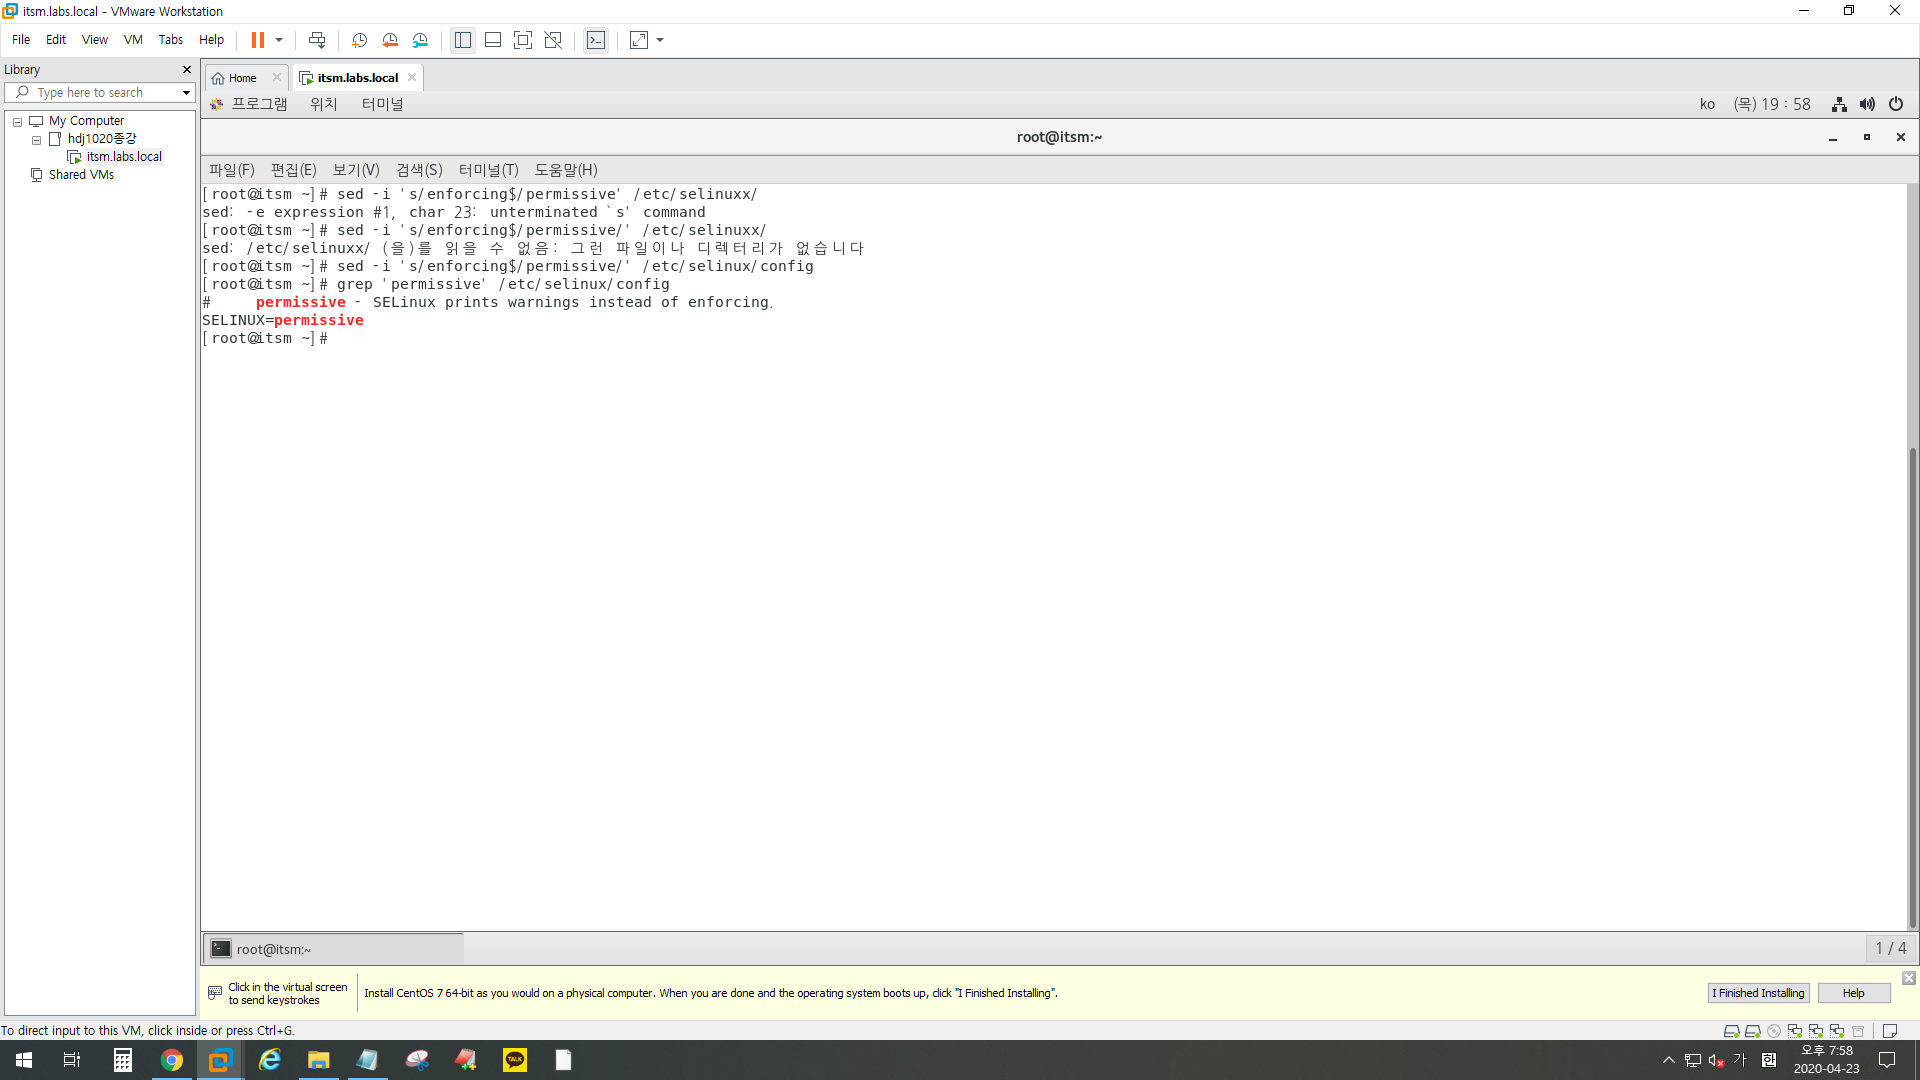 itsm.labs.local - VMware Workstation
File Edit View VM Tabs Help
Library
Type here to search
My Computer
hdj1020종강
itsm.labs.local
Shared VMs
Home
itsm.labs.local
프로그램 위치 터미널
ko (목) 19 : 58
root@itsm:~
파일(F) 편집(E) 보기(V) 검색(S) 터미널(T) 도움말(H)
[root@itsm ~]# sed -i 's/enforcing$/permissive' /etc/selinuxx/
sed: -e expression #1, char 23: unterminated `s' command
[root@itsm ~]# sed -i 's/enforcing$/permissive/' /etc/selinuxx/
sed: /etc/selinuxx/ (을)를 읽을 수 없음: 그런 파일이나 디렉터리가 없습니다
[root@itsm ~]# sed -i 's/enforcing$/permissive/' /etc/selinux/config
[root@itsm ~]# grep 'permissive' /etc/selinux/config
#     permissive - SELinux prints warnings instead of enforcing.
SELINUX=permissive
[root@itsm ~]#
root@itsm:~
1 / 4
Click in the virtual screen
to send keystrokes
Install CentOS 7 64-bit as you would on a physical computer. When you are done and the operating system boots up, click "I Finished Installing".
I Finished Installing
Help
To direct input to this VM, click inside or press Ctrl+G.
TALK
가
한
오후 7:58
2020-04-23